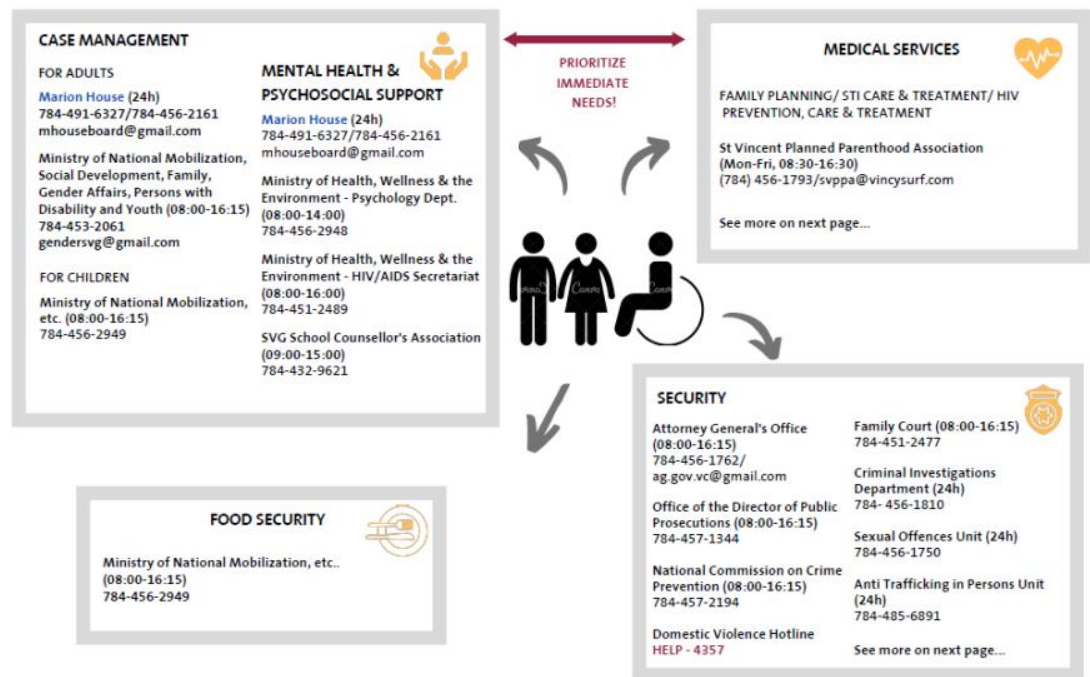 CASE MANAGEMENT
FOR ADULTS
Marion House (24h)
784-491-6327/784-456-2161
mhouseboard@gmail.com
Ministry of National Mobilization,
Social Development, Family,
Gender Affairs, Persons with
Disability and Youth (08:00-16:15)
784-453-2061
gendersvg@gmail.com
FOR CHILDREN
Ministry of National Mobilization,
etc. (08:00-16:15)
784-456-2949
MENTAL HEALTH &
PSYCHOSOCIAL SUPPORT
Marion House (24h)
784-491-6327/784-456-2161
mhouseboard@gmail.com
Ministry of Health, Wellness & the
Environment - Psychology Dept.
(08:00-14:00)
784-456-2948
Ministry of Health, Wellness & the
Environment - HIV/AIDS Secretariat
(08:00-16:00)
784-451-2489
SVG School Counsellor's Association
(09:00-15:00)
784-432-9621
PRIORITIZE
IMMEDIATE
NEEDS!
MEDICAL SERVICES
FAMILY PLANNING/ STI CARE & TREATMENT/ HIV
PREVENTION, CARE & TREATMENT
St Vincent Planned Parenthood Association
(Mon-Fri, 08:30-16:30)
(784) 456-1793/svppa@vincysurf.com
See more on next page...
Canva
FOOD SECURITY
Ministry of National Mobilization, etc..
(08:00-16:15)
784-456-2949
SECURITY
Attorney General's Office
(08:00-16:15)
784-456-1762/
ag.gov.vc@gmail.com
Office of the Director of Public
Prosecutions (08:00-16:15)
784-457-1344
National Commission on Crime
Prevention (08:00-16:15)
784-457-2194
Domestic Violence Hotline
HELP - 4357
Family Court (08:00-16:15)
784-451-2477
Criminal Investigations
Department (24h)
784- 456-1810
Sexual Offences Unit (24h)
784-456-1750
Anti Trafficking in Persons Unit
(24h)
784-485-6891
See more on next page...